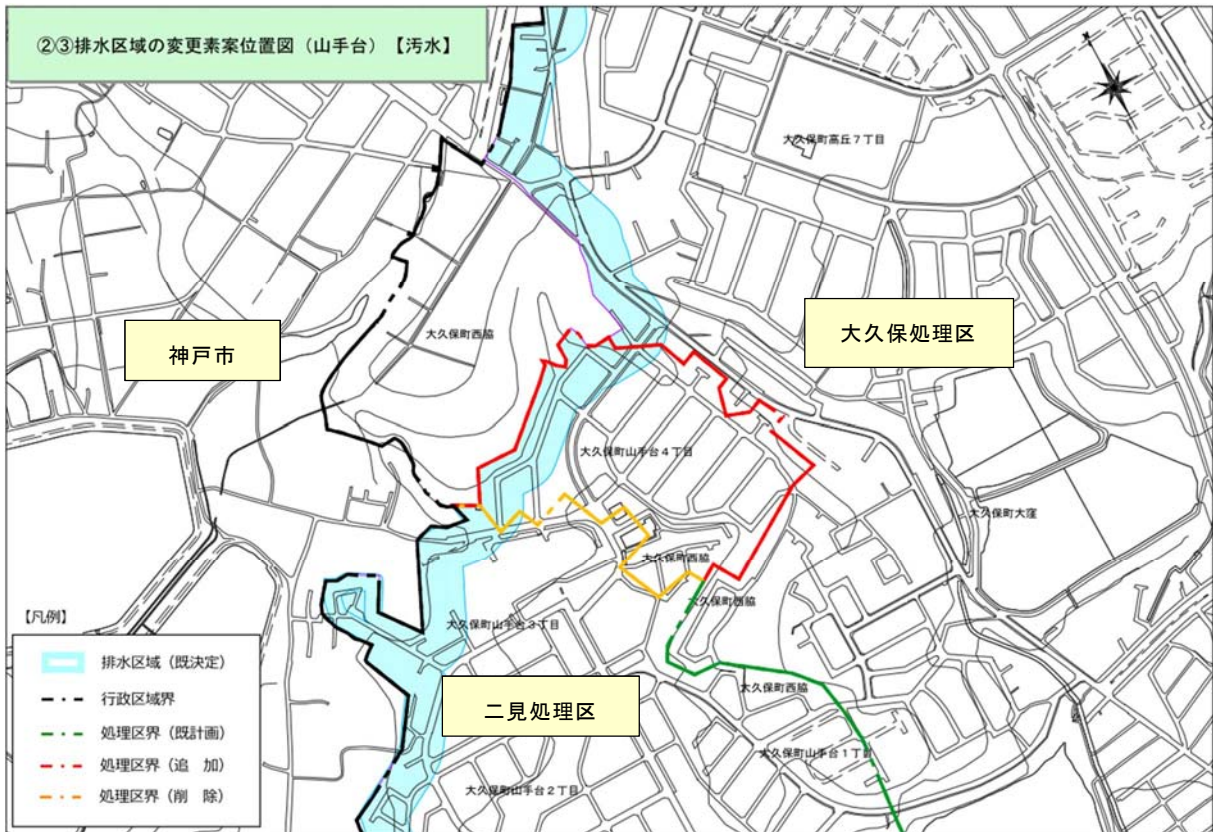 ②③排水区域の変更素案位置図（山手台）【汚水】
大久保町高丘７丁目
神戸市
大久保町西脇
大久保処理区
大久保町山手台４丁目
大久保町大窪
大久保町西脇
大久保町西脇
大久保町山手台３丁目
大久保町西脇
二見処理区
大久保町山手台１丁目
大久保町山手台２丁目
【凡例】
排水区域（既決定）
行政区域界
処理区界（既計画）
処理区界（追　加）
処理区界（削　除）